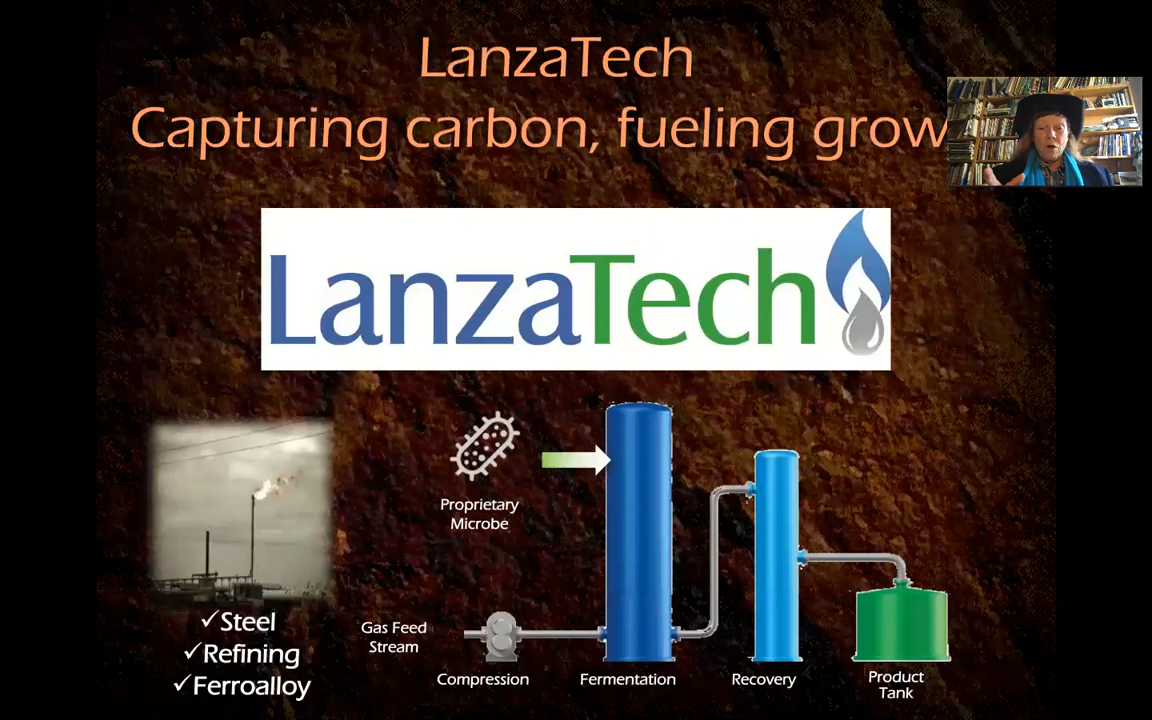 LanzaTech
Capturing carbon, fueling grow
LanzaTech
Proprietary
Microbe
✓Steel
✓Refining
✓Ferroalloy
Gas Feed
Stream
Compression
Fermentation
Recovery
Product
Tank